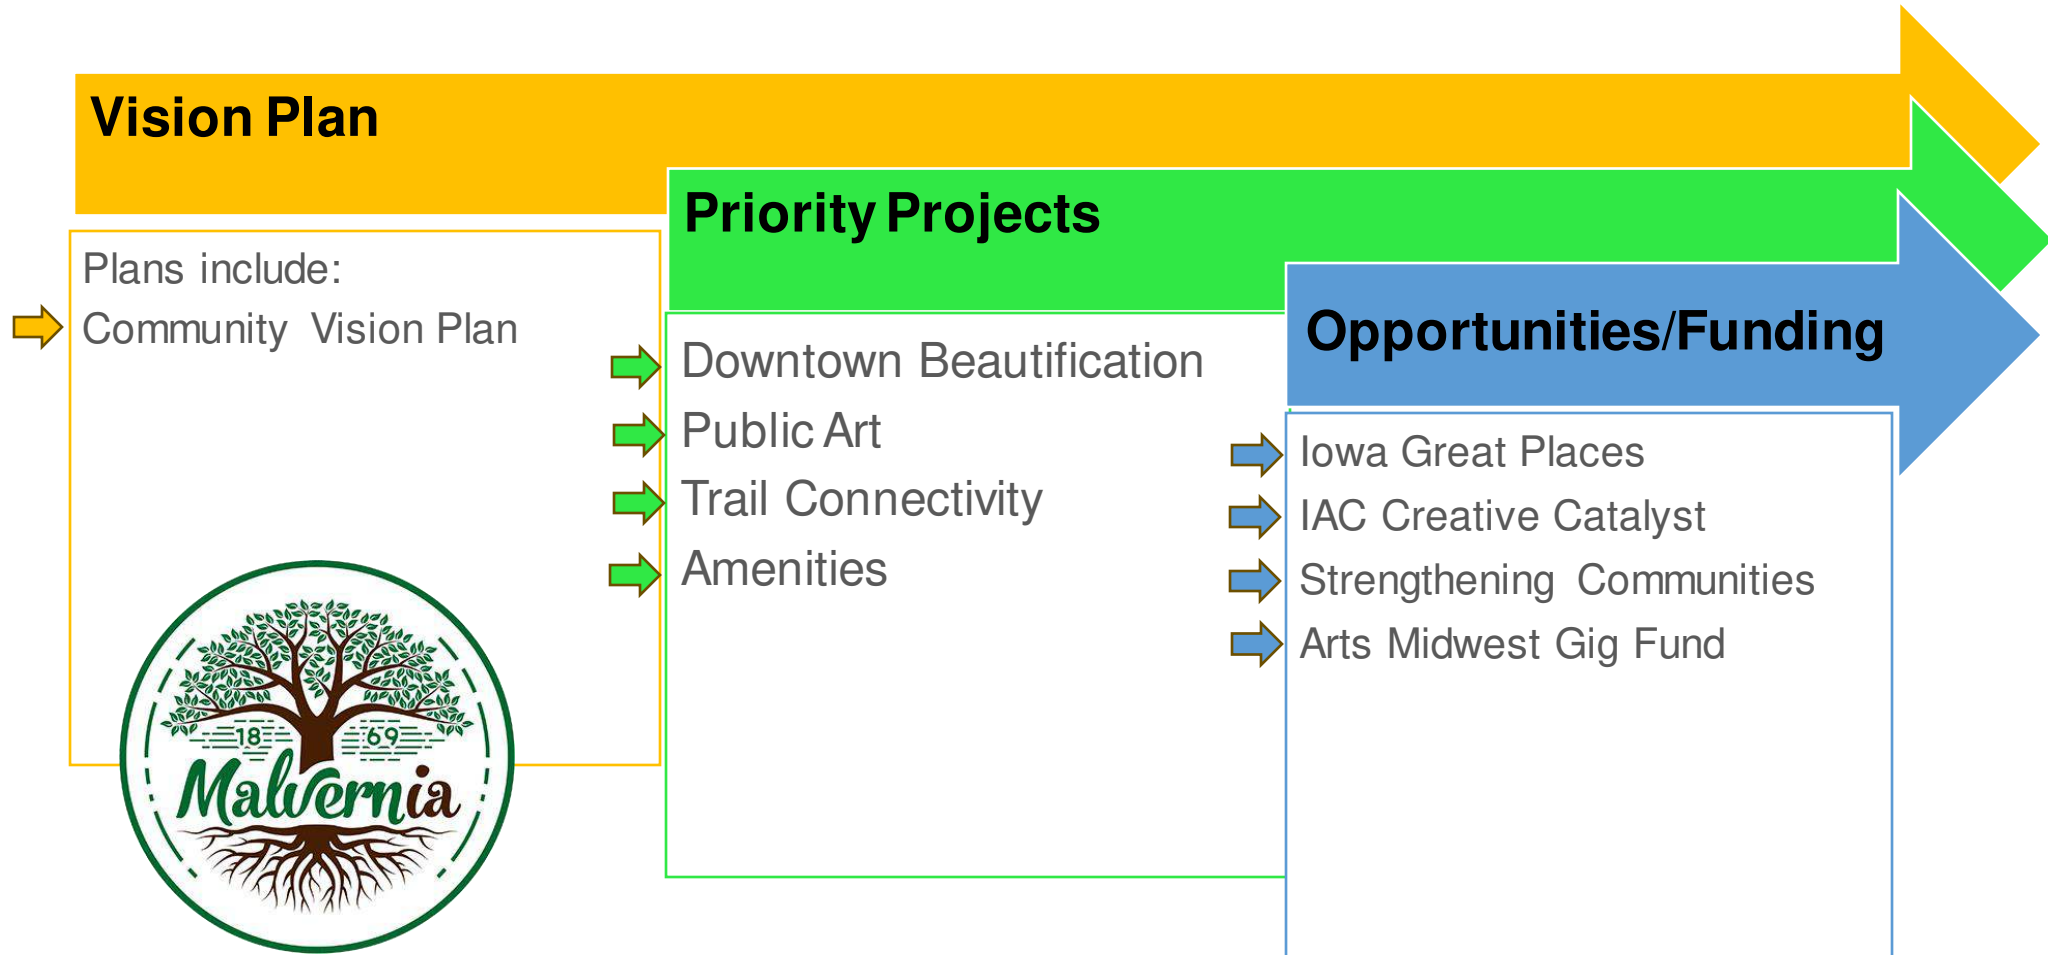 Vision Plan
Plans include:
Community Vision Plan
Priority Projects
Downtown Beautification
Public Art
Trail Connectivity
Amenities
Opportunities/Funding
Iowa Great Places
IAC Creative Catalyst
Strengthening Communities
Arts Midwest Gig Fund
18 69
Malvernia